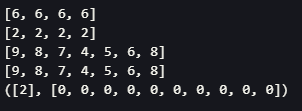 [6, 6, 6, 6]
[2, 2, 2, 2]
[9, 8, 7, 4, 5, 6, 8]
[9, 8, 7, 4, 5, 6, 8]
([2], [0, 0, 0, 0, 0, 0, 0, 0, 0, 0])